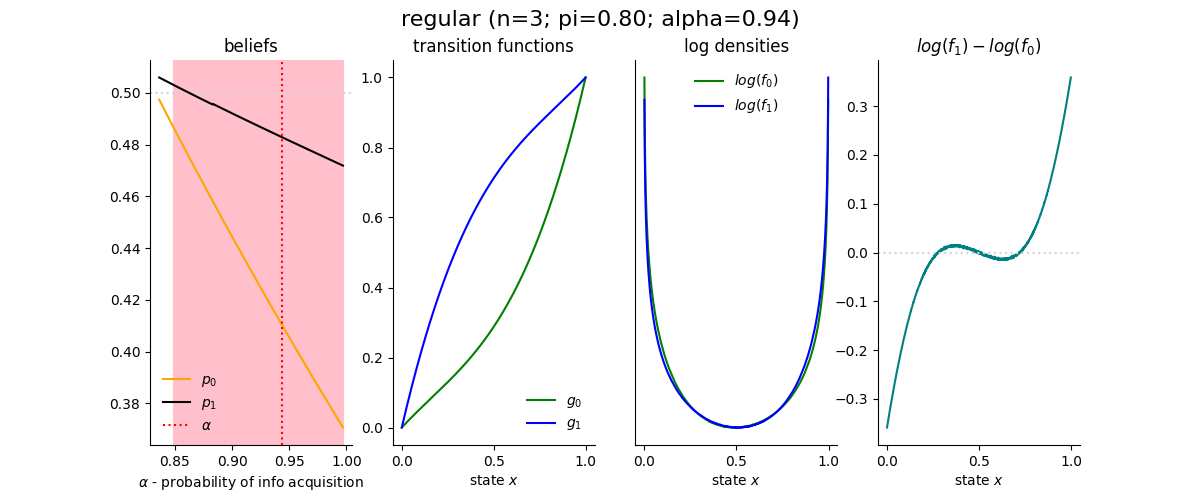 regular (n=3; pi=0.80; alpha=0.94)
beliefs
0.50
0.48
0.46
0.44
0.42
0.40
0.38
p₀
p₁
α
0.85 0.90 0.95 1.00
α - probability of info acquisition
transition functions
1.0
0.8
0.6
0.4
0.2
0.0
g₀
g₁
0.0 0.5 1.0
state x
log densities
log(f₀)
log(f₁)
0.0 0.5 1.0
state x
log(f₁) − log(f₀)
0.3
0.2
0.1
0.0
−0.1
−0.2
−0.3
0.0 0.5 1.0
state x